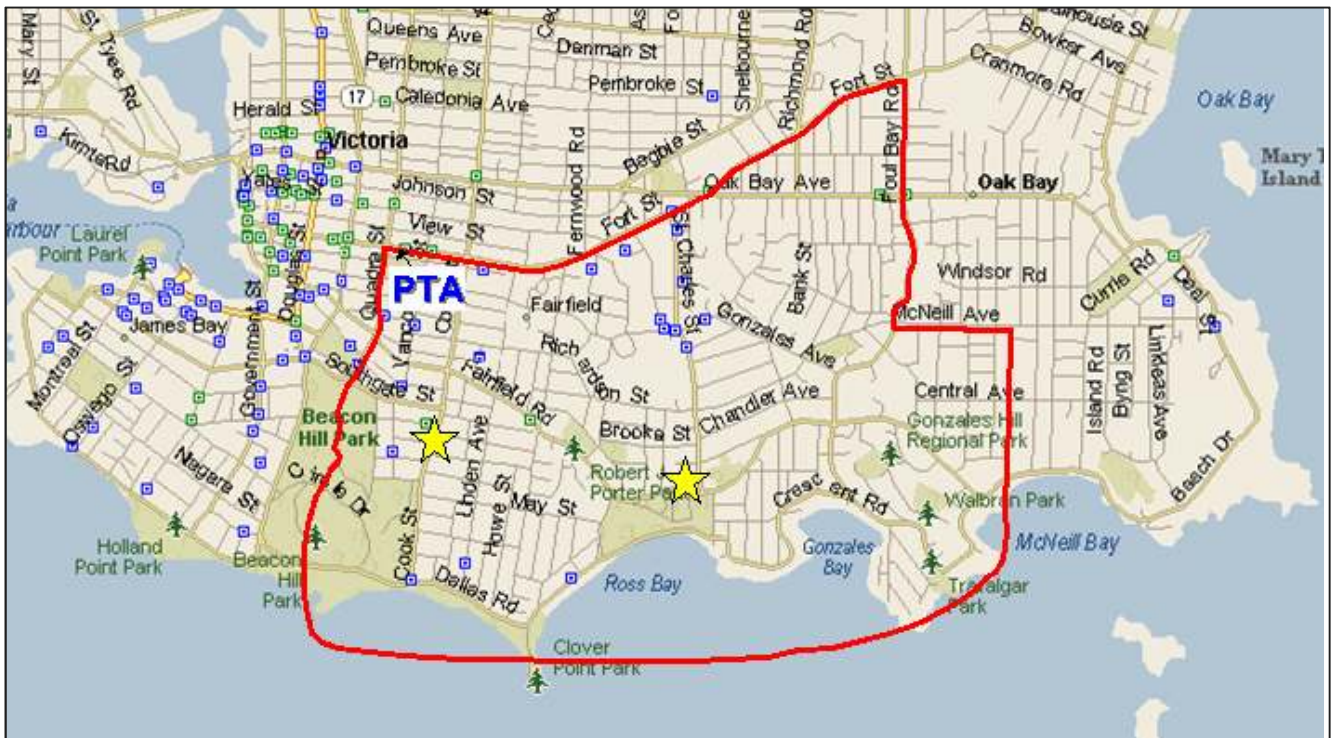 Mary St
Tyee Rd
Queens Ave
Denman St
Pembroke St
Pembroke St
Caledonia Ave
Shelbourne
Richmond Rd
Fort St
Foul Bay Rd
Bowker Ave
Cranmore Rd
Oak Bay
Herald St
17
Victoria
Begbie St
Mary T
Island
Johnson St
Fernwood Rd
Oak Bay Ave
Oak Bay
View St
Fort St
St Charles St
Laurel
Point Park
Quadra St
PTA
Windsor Rd
Currie Rd
Deal St
Douglas
Government St
Fairfield
Bank St
McNeill Ave
James Bay
Gonzales Ave
Montreal St
Oswego St
Southgate St
Richardson St
Fairfield Rd
Central Ave
Chandler Ave
Island Rd
Byng St
Linkleas Ave
Beacon
Hill Park
Brooke St
Gonzales Hill
Regional Park
Linden Ave
Niagara St
Robert
Porter Park
Crescent Rd
Beach Dr
Howe St
May St
Walbran Park
Cook St
Holland
Point Park
Beacon
Hill
Park
Dallas Rd
Ross Bay
Gonzales
Bay
McNeill Bay
Trafalgar
Park
Clover
Point Park